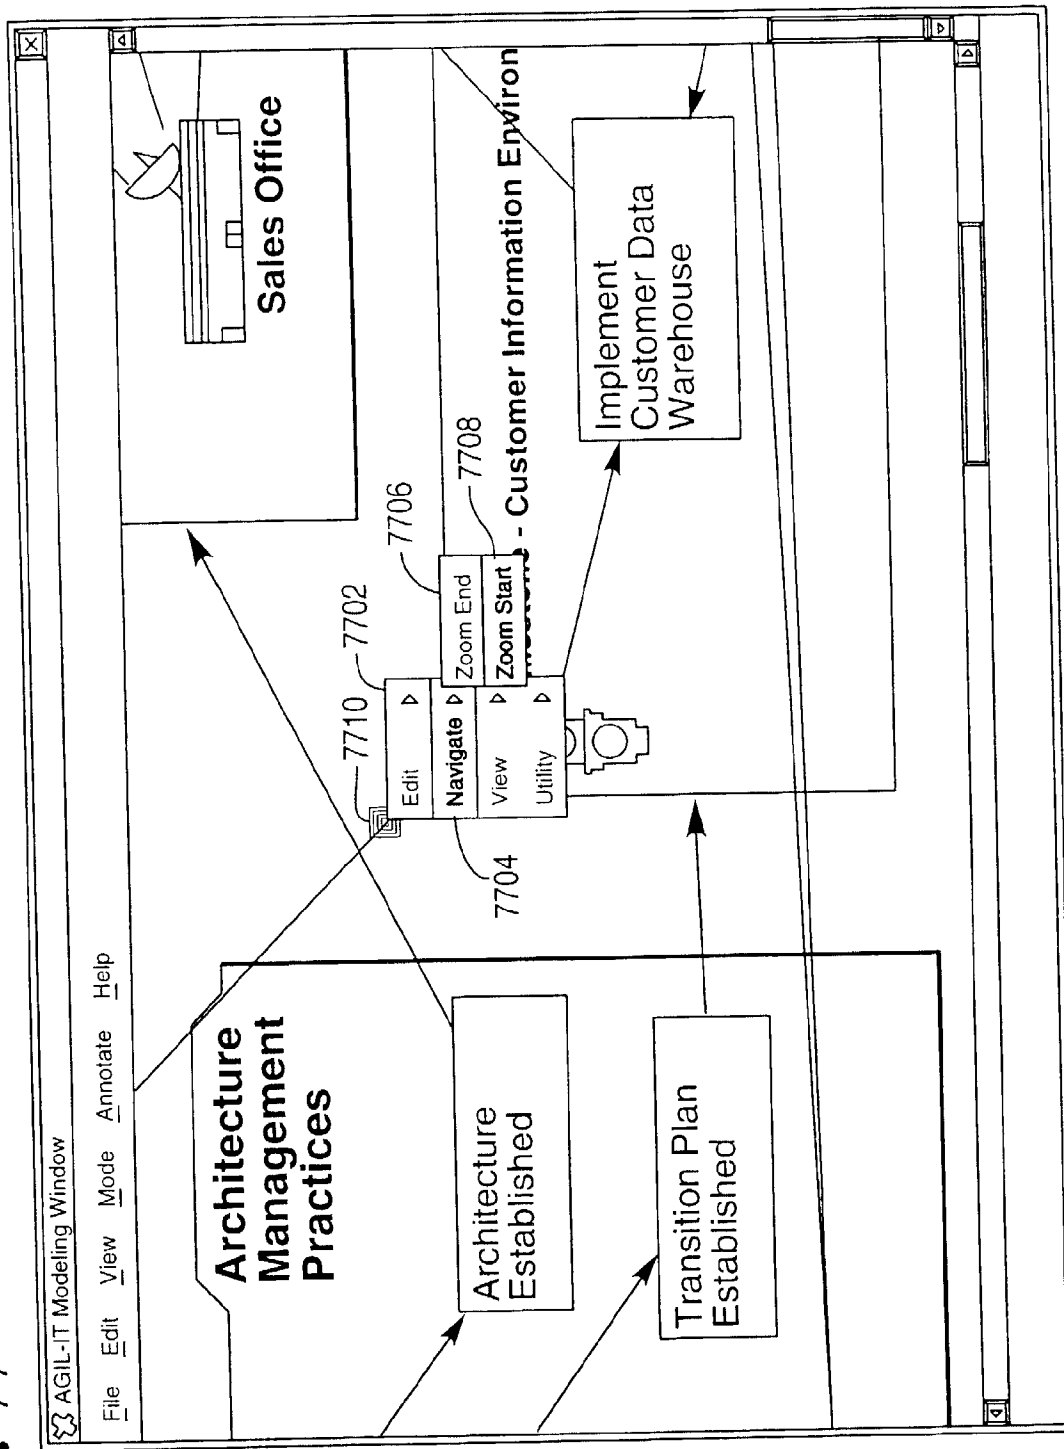 AGIL-IT Modeling Window
File Edit View Mode Annotate Help
Architecture
Management
Practices
Architecture
Established
Transition Plan
Established
7710
7702
7704
7706
7708
Edit
Navigate
View
Utility
Zoom End
Zoom Start
- Customer Information Environ
Sales Office
Implement
Customer Data
Warehouse